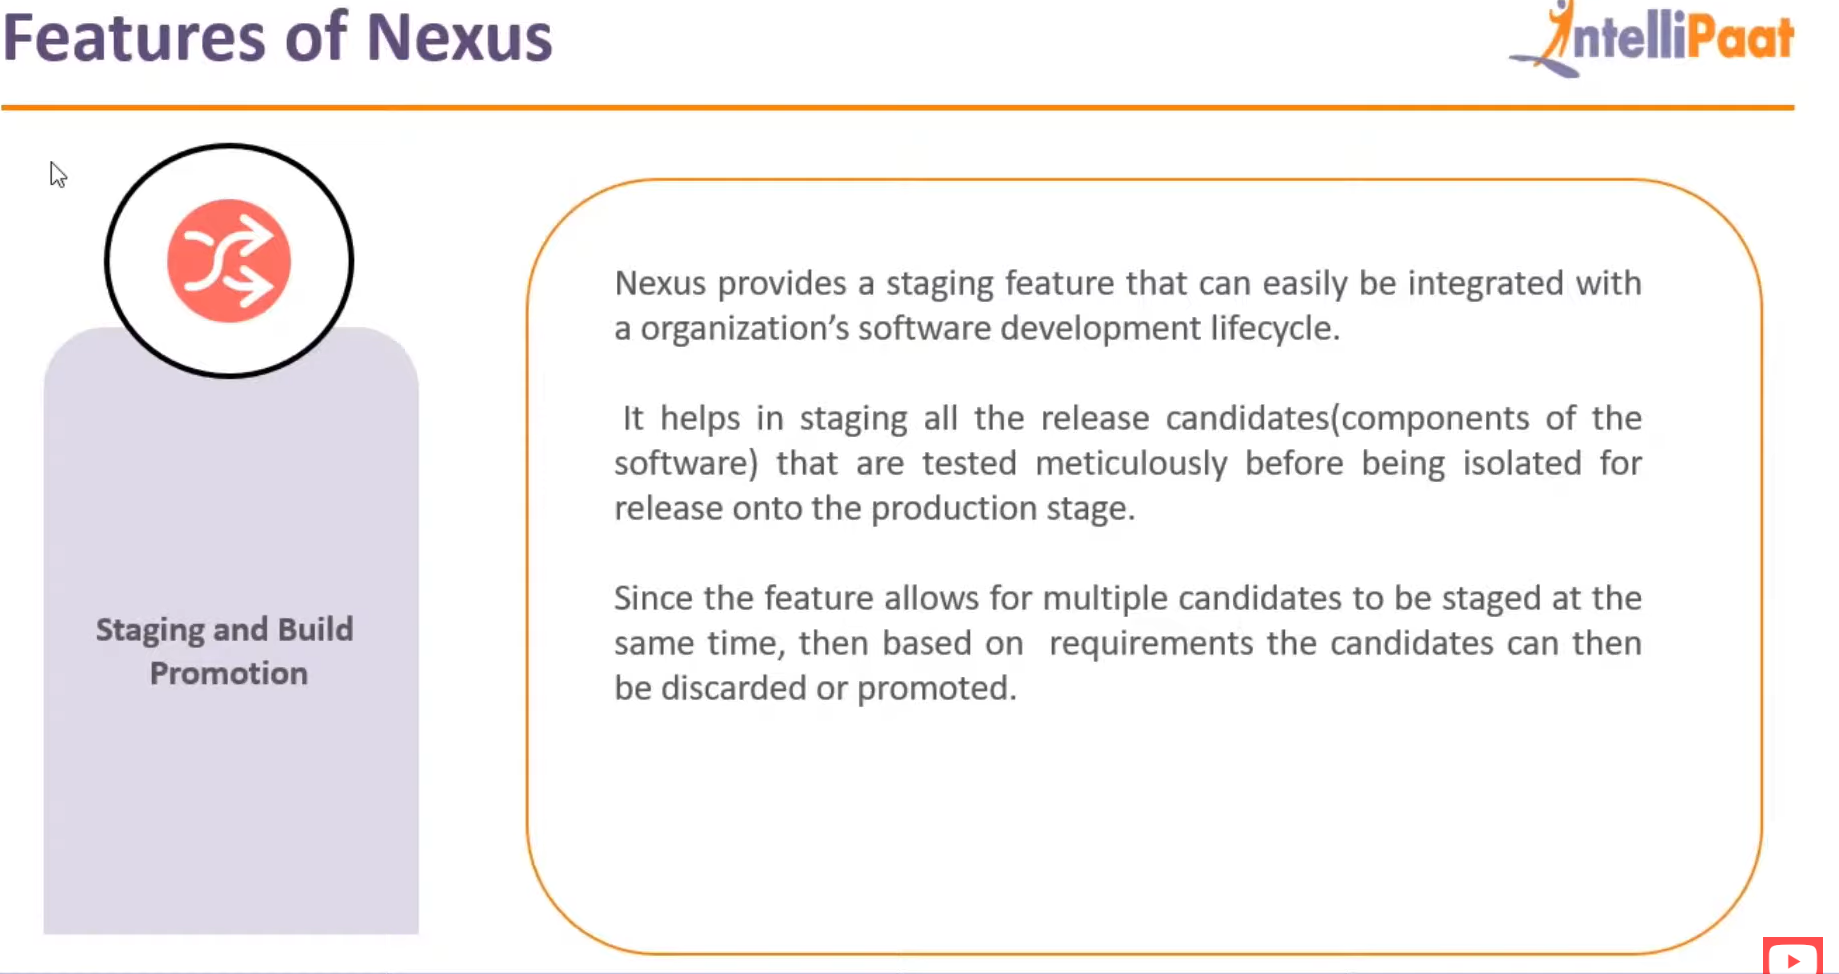 Features of Nexus
IntelliPaat
Staging and Build
Promotion
Nexus provides a staging feature that can easily be integrated with
a organization’s software development lifecycle.
It helps in staging all the release candidates(components of the
software) that are tested meticulously before being isolated for
release onto the production stage.
Since the feature allows for multiple candidates to be staged at the
same time, then based on requirements the candidates can then
be discarded or promoted.